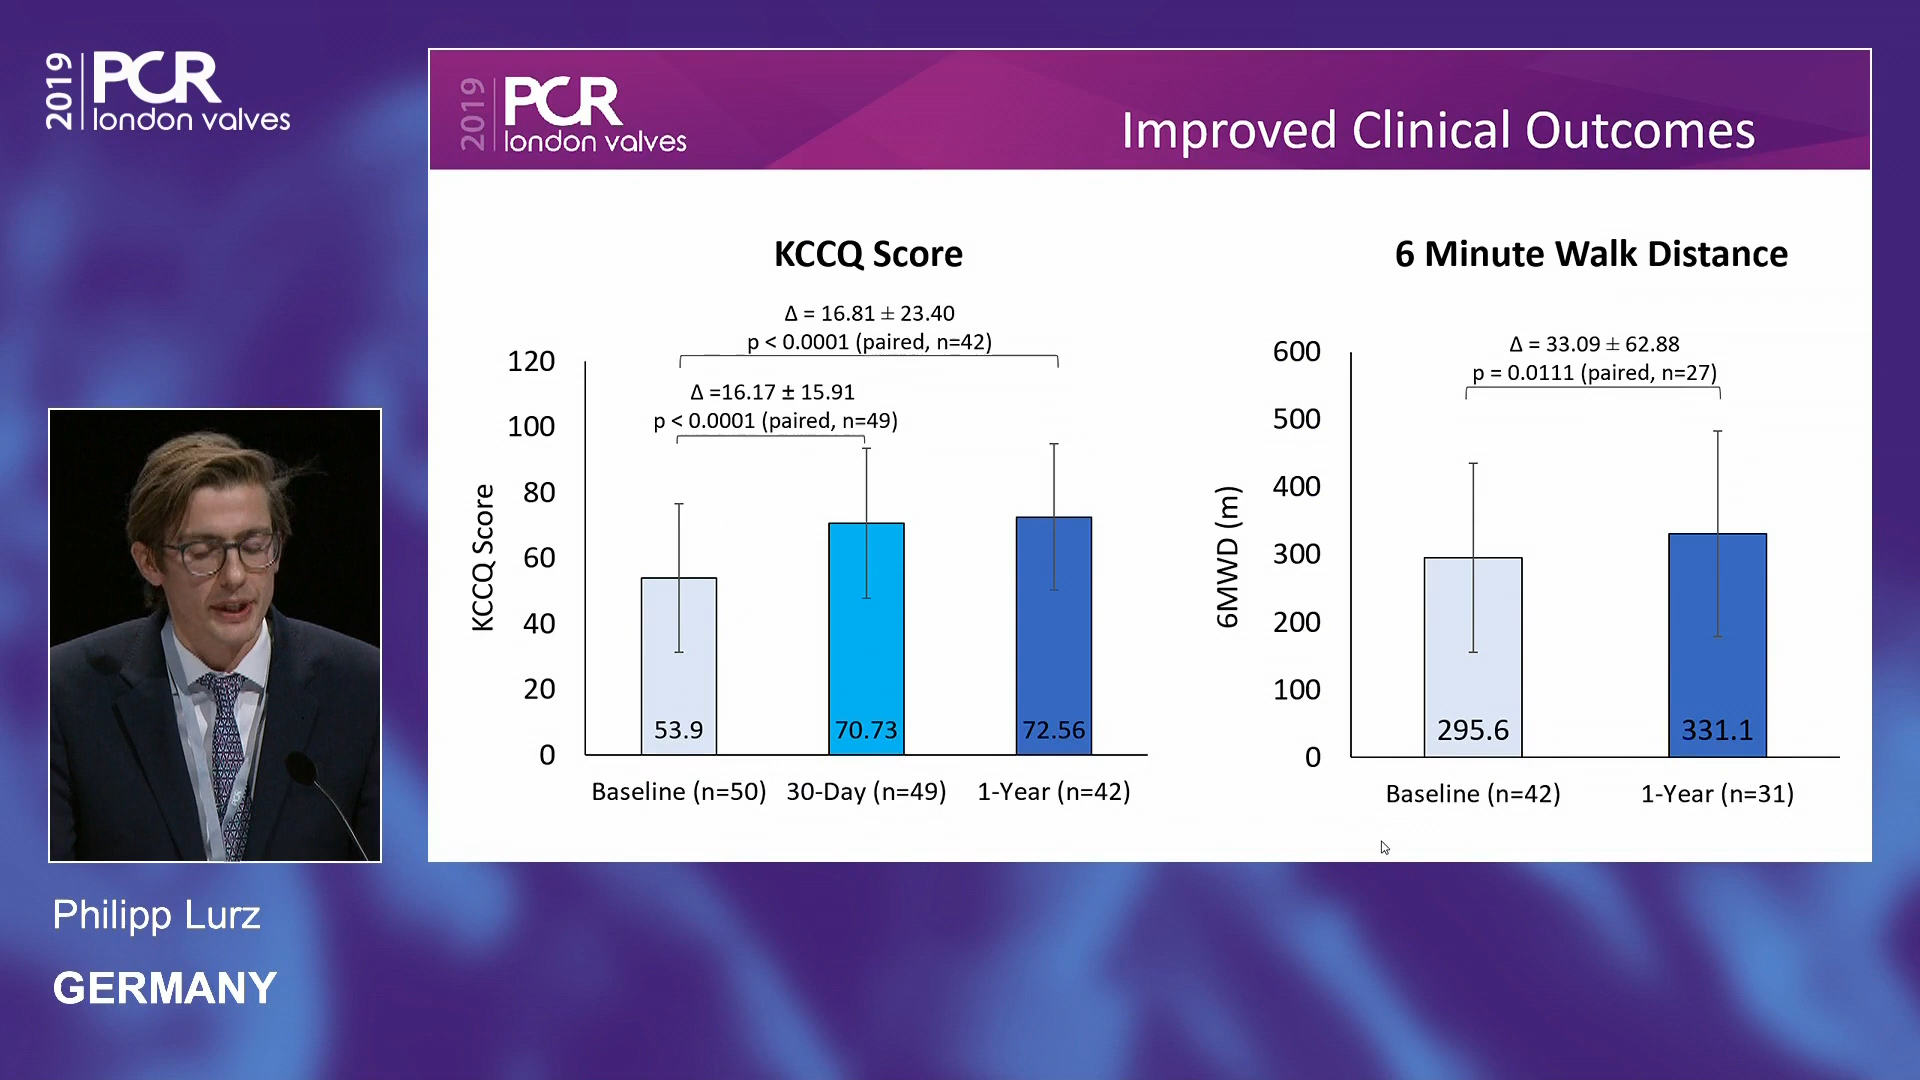 2019
PCR
london valves
2019
PCR
london valves
Improved Clinical Outcomes
KCCQ Score
Δ = 16.81 ± 23.40
p < 0.0001 (paired, n=42)
Δ =16.17 ± 15.91
p < 0.0001 (paired, n=49)
120
100
80
60
40
20
0
KCCQ Score
53.9
70.73
72.56
Baseline (n=50)
30-Day (n=49)
1-Year (n=42)
6 Minute Walk Distance
Δ = 33.09 ± 62.88
p = 0.0111 (paired, n=27)
600
500
400
300
200
100
0
6MWD (m)
295.6
331.1
Baseline (n=42)
1-Year (n=31)
Philipp Lurz
GERMANY